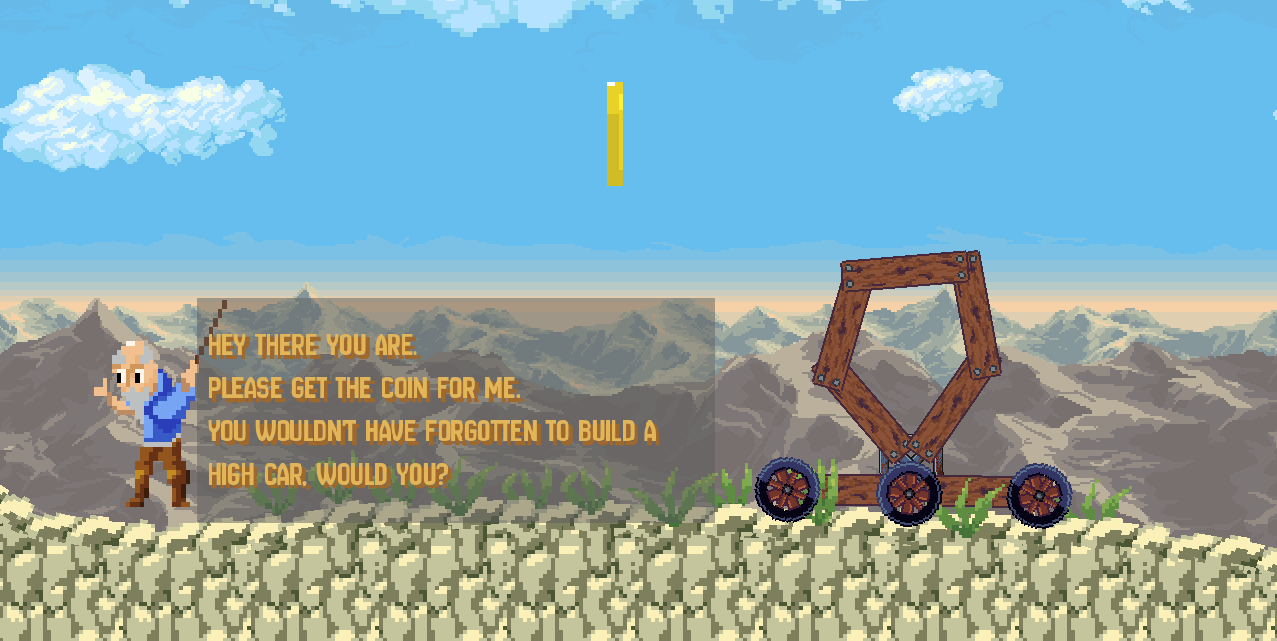 HEY THERE YOU ARE.
PLEASE GET THE COIN FOR ME.
YOU WOULDN'T HAVE FORGOTTEN TO BUILD A
HIGH CAR, WOULD YOU?